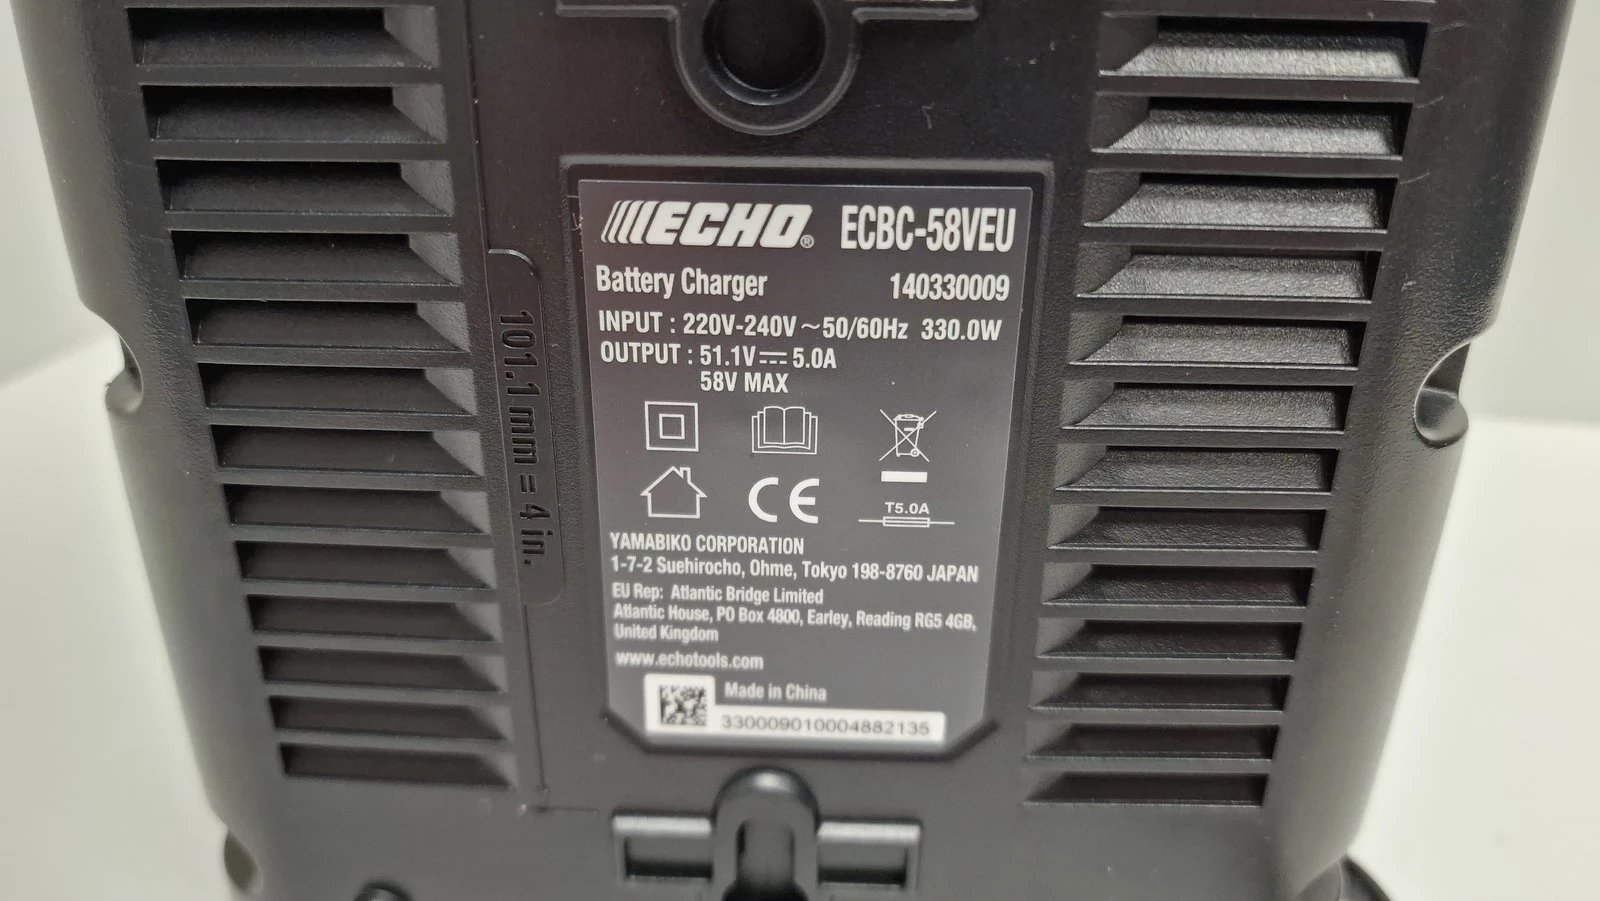 ECHO® ECBC-58VEU
Battery Charger 140330009
INPUT : 220V-240V ~ 50/60Hz 330.0W
OUTPUT : 51.1V ⎓ 5.0A
58V MAX
CE
T5.0A
YAMABIKO CORPORATION
1-7-2 Suehirocho, Ohme, Tokyo 198-8760 JAPAN
EU Rep: Atlantic Bridge Limited
Atlantic House, PO Box 4800, Earley, Reading RG5 4GB,
United Kingdom
www.echotools.com
Made in China
330009010004882135
101.1mm = 4 in.